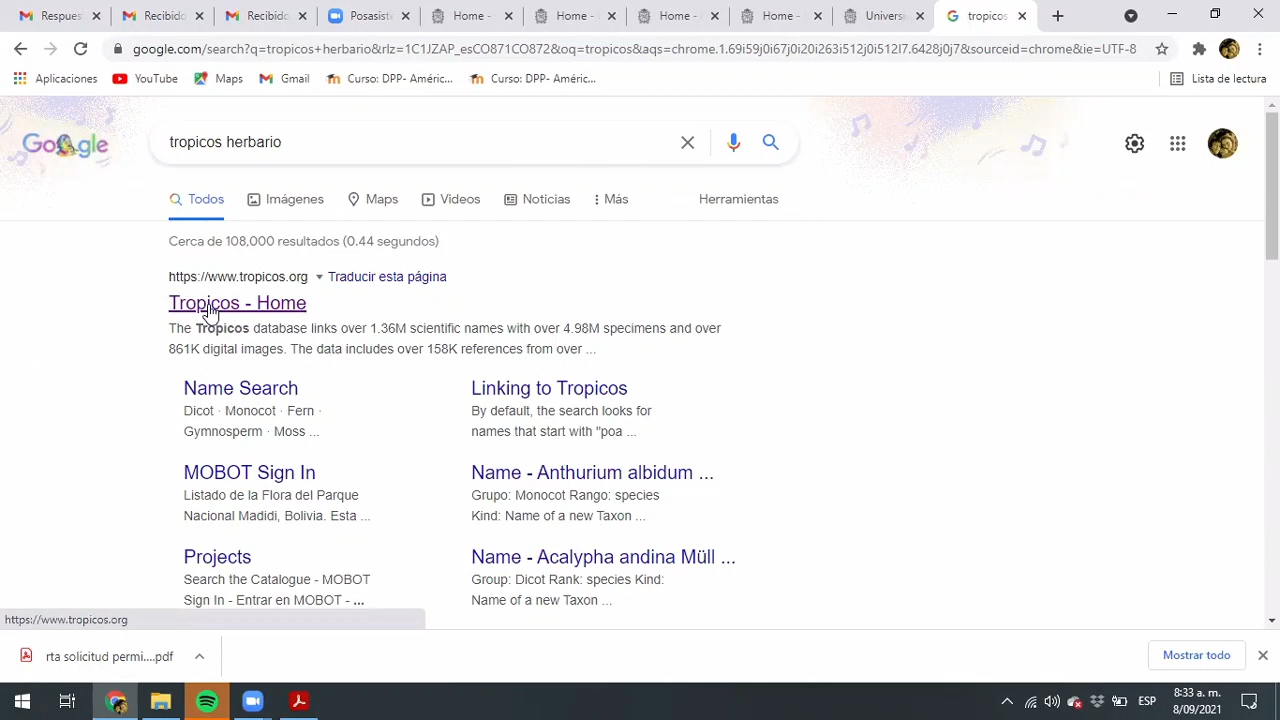 Respues
Recibido
Recibido
Posasiste
Home -
Home -
Home -
Home -
Univers
tropicos
google.com/search?q=tropicos+herbario&rlz=1C1JZAP_esCO871CO872&oq=tropicos&aqs=chrome.1.69i59j0i67j0i20i263i512j0i512l7.6428j0j7&sourceid=chrome&ie=UTF-8
Aplicaciones
YouTube
Maps
Gmail
Curso: DPP- Améric...
Curso: DPP- Améric...
Lista de lectura
Google
tropicos herbario
Todos
Imágenes
Maps
Videos
Noticias
Más
Herramientas
Cerca de 108,000 resultados (0.44 segundos)
https://www.tropicos.org
Traducir esta página
Tropicos - Home
The Tropicos database links over 1.36M scientific names with over 4.98M specimens and over
861K digital images. The data includes over 158K references from over ...
Name Search
Linking to Tropicos
Dicot · Monocot · Fern ·
By default, the search looks for
Gymnosperm · Moss ...
names that start with "poa ...
MOBOT Sign In
Name - Anthurium albidum ...
Listado de la Flora del Parque
Grupo: Monocot Rango: species
Nacional Madidi, Bolivia. Esta ...
Kind: Name of a new Taxon ...
Projects
Name - Acalypha andina Müll ...
Search the Catalogue - MOBOT
Group: Dicot Rank: species Kind:
Sign In - Entrar en MOBOT - ...
Name of a new Taxon ...
https://www.tropicos.org
rta solicitud permi....pdf
Mostrar todo
ESP
8:33 a. m.
8/09/2021